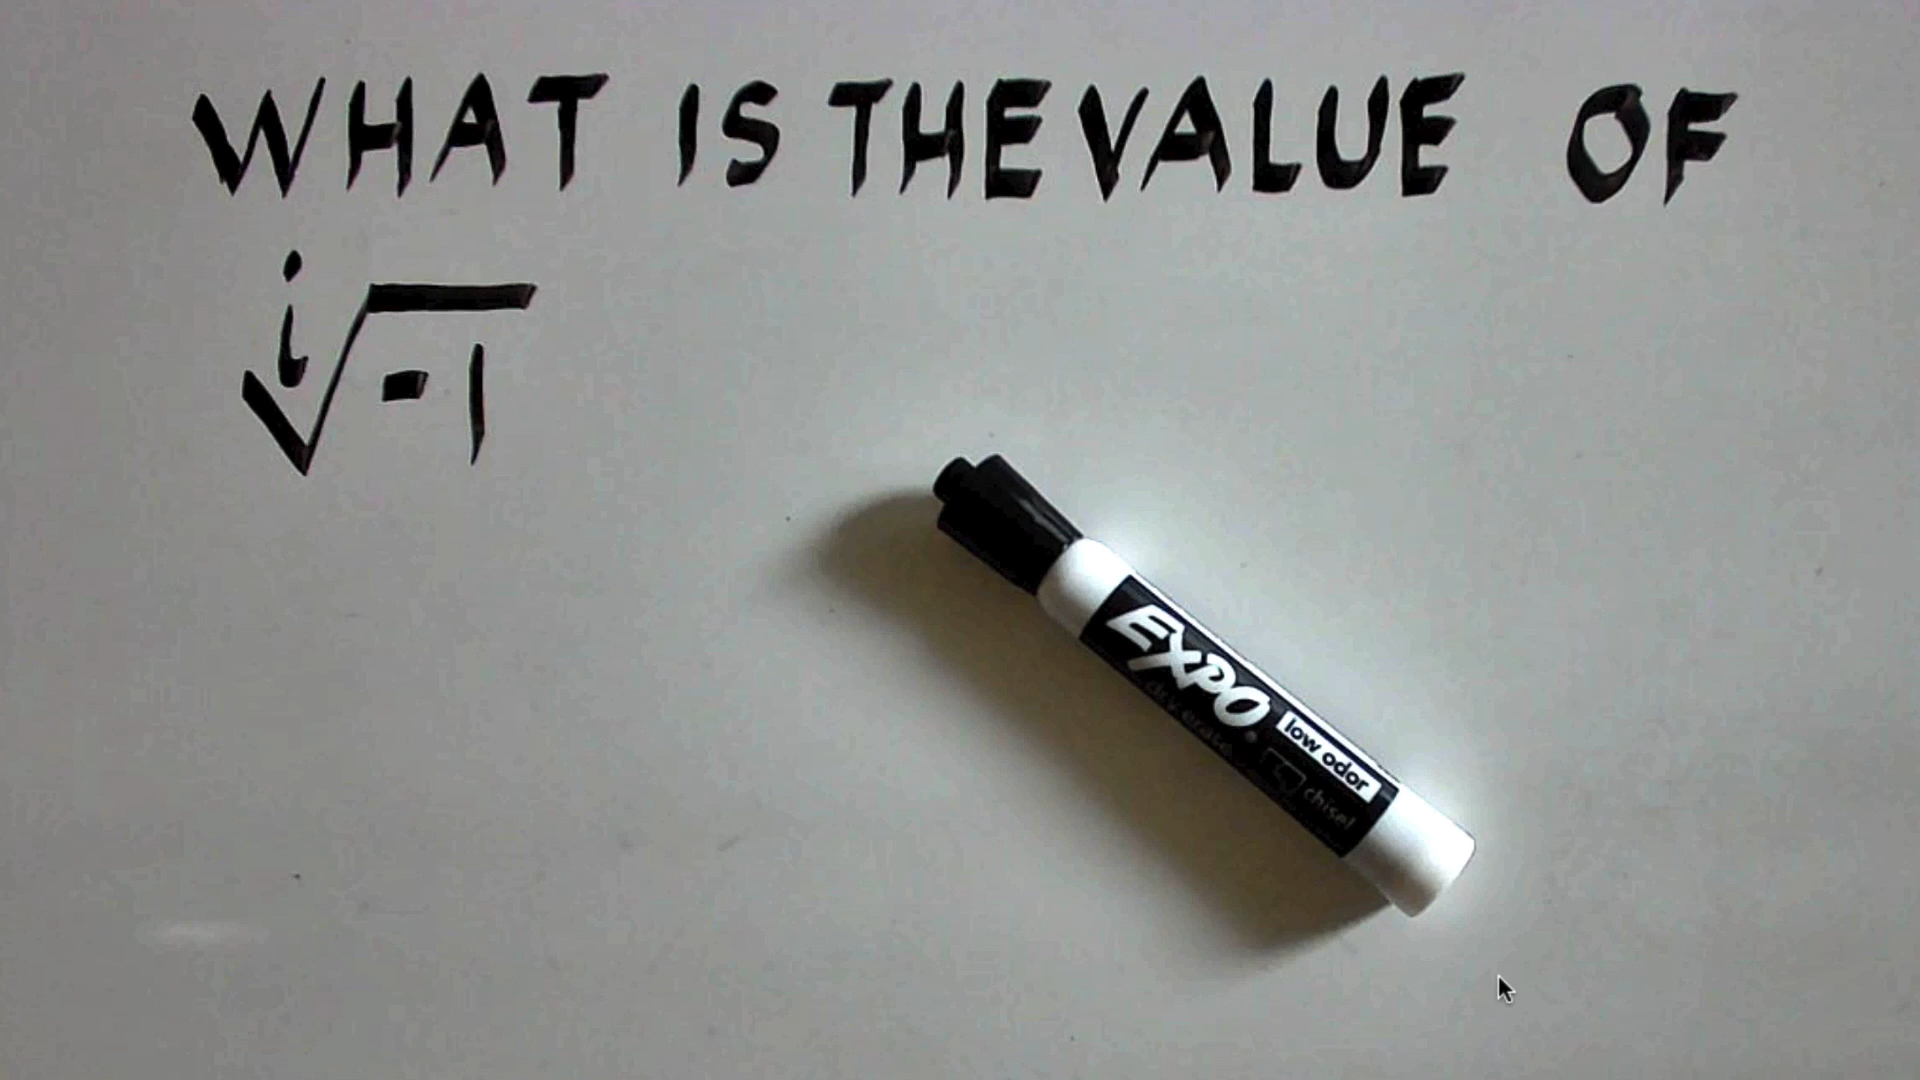 WHAT IS THE VALUE OF
i√-1
EXPO
low odor
dry erase
chisel